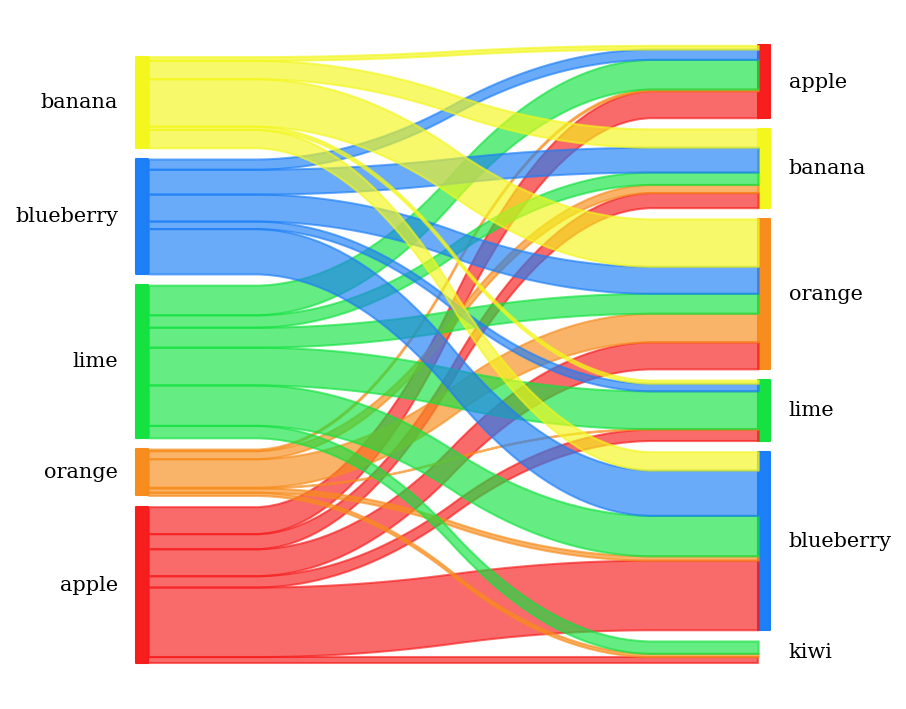 banana
blueberry
lime
orange
apple
apple
banana
orange
lime
blueberry
kiwi